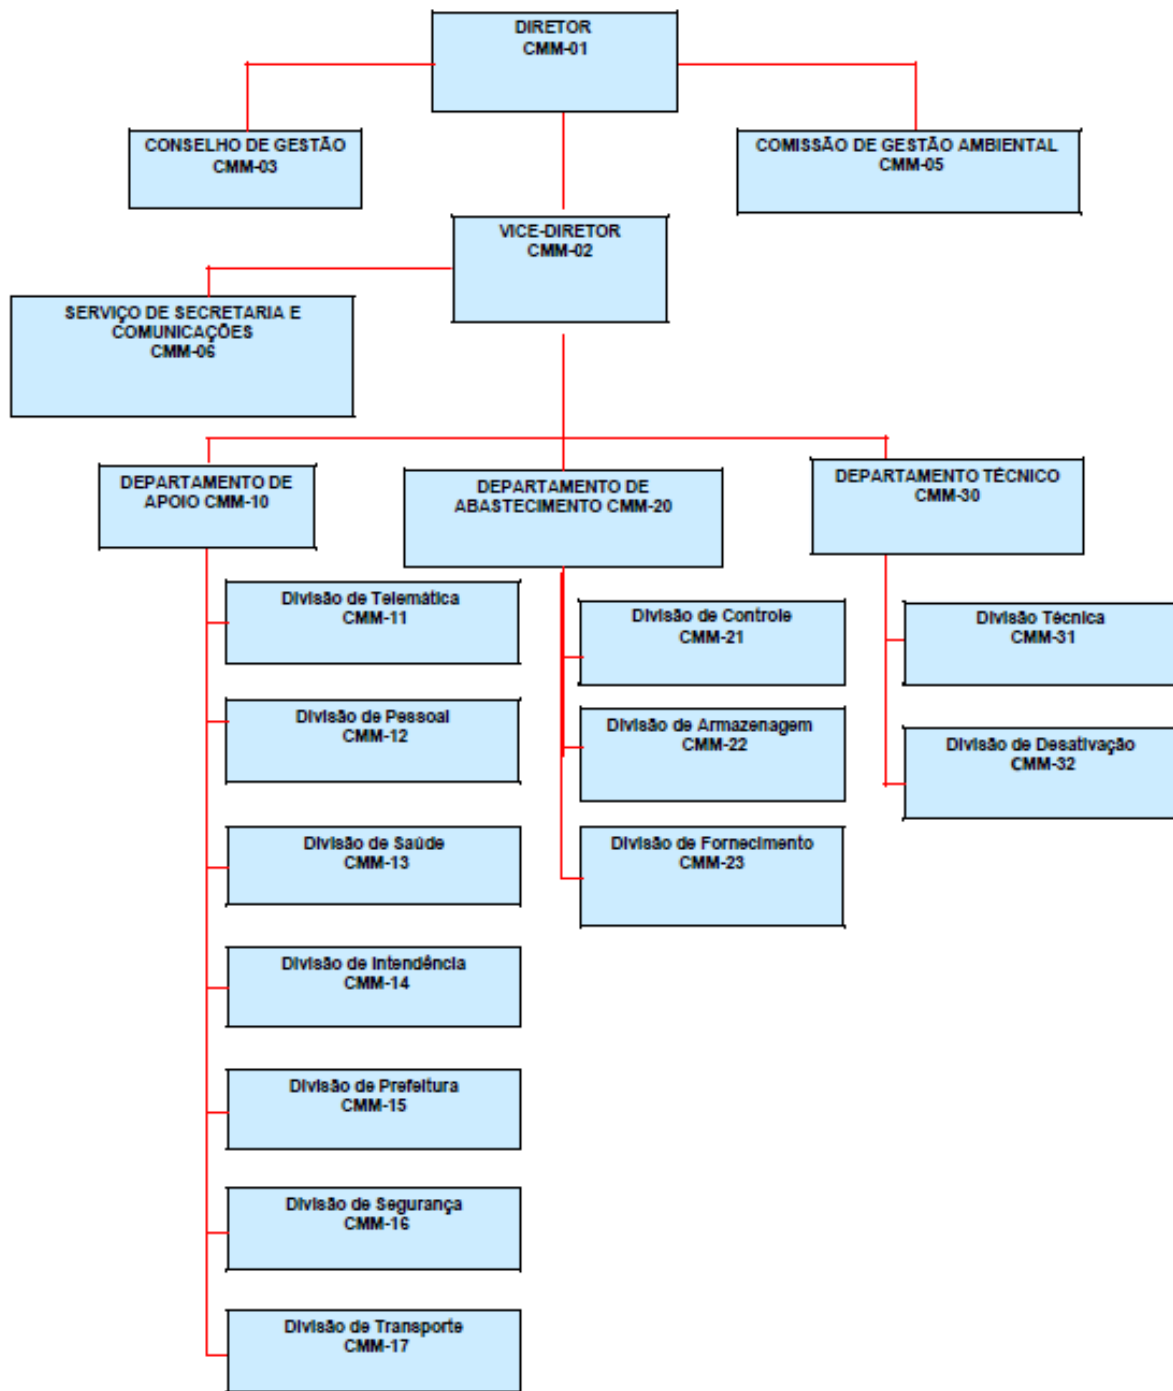 DIRETOR
CMM-01
CONSELHO DE GESTÃO
CMM-03
COMISSÃO DE GESTÃO AMBIENTAL
CMM-05
VICE-DIRETOR
CMM-02
SERVIÇO DE SECRETARIA E
COMUNICAÇÕES
CMM-06
DEPARTAMENTO DE
APOIO CMM-10
DEPARTAMENTO DE
ABASTECIMENTO CMM-20
DEPARTAMENTO TÉCNICO
CMM-30
Divisão de Telemática
CMM-11
Divisão de Pessoal
CMM-12
Divisão de Saúde
CMM-13
Divisão de Intendência
CMM-14
Divisão de Prefeitura
CMM-15
Divisão de Segurança
CMM-16
Divisão de Transporte
CMM-17
Divisão de Controle
CMM-21
Divisão de Armazenagem
CMM-22
Divisão de Fornecimento
CMM-23
Divisão Técnica
CMM-31
Divisão de Desativação
CMM-32